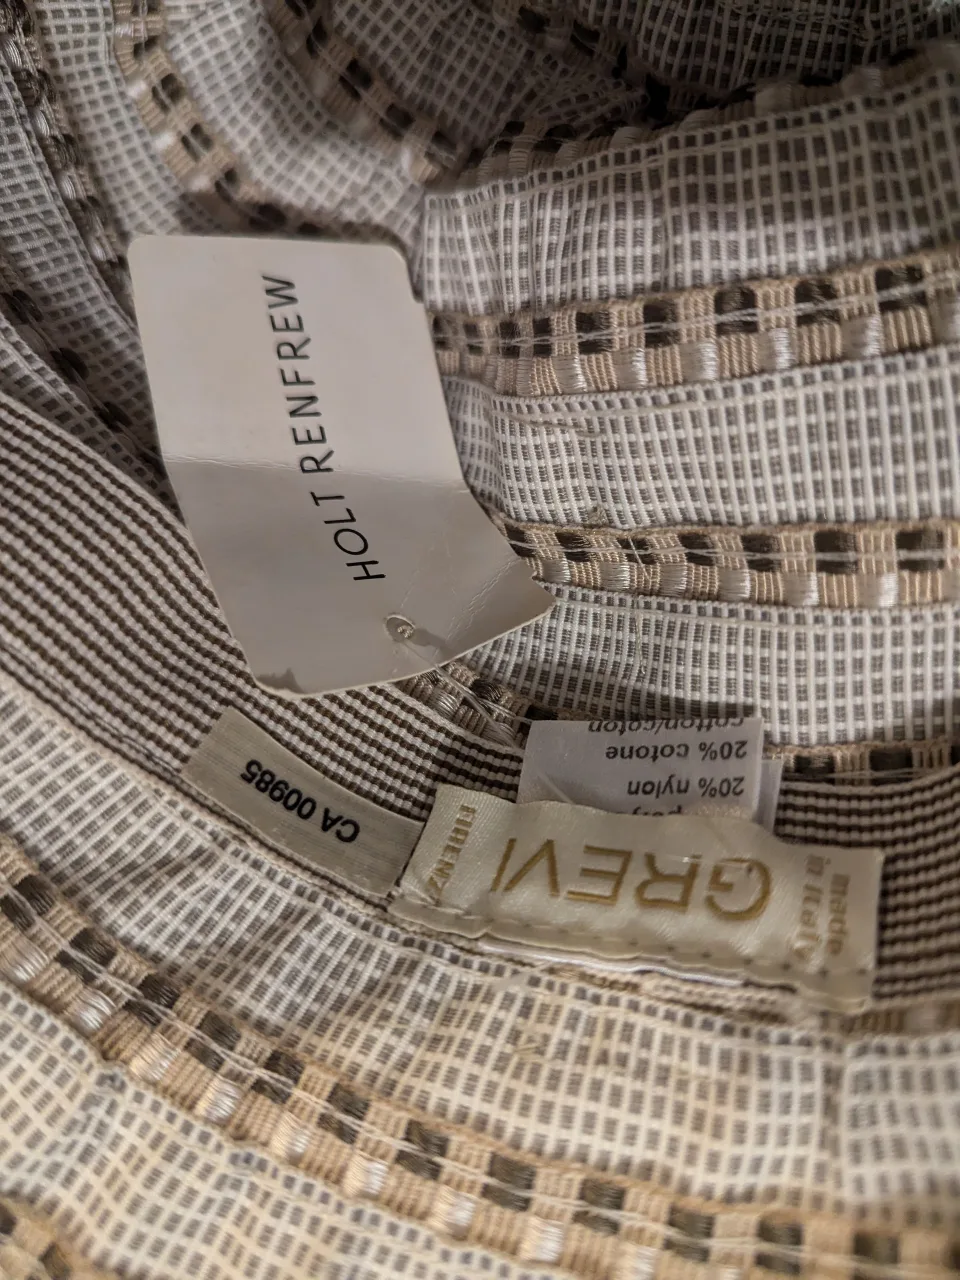 HOLT RENFREW
CA 00985
GREVI
made
in italy
20% nylon
20% cotone
cotton/coton